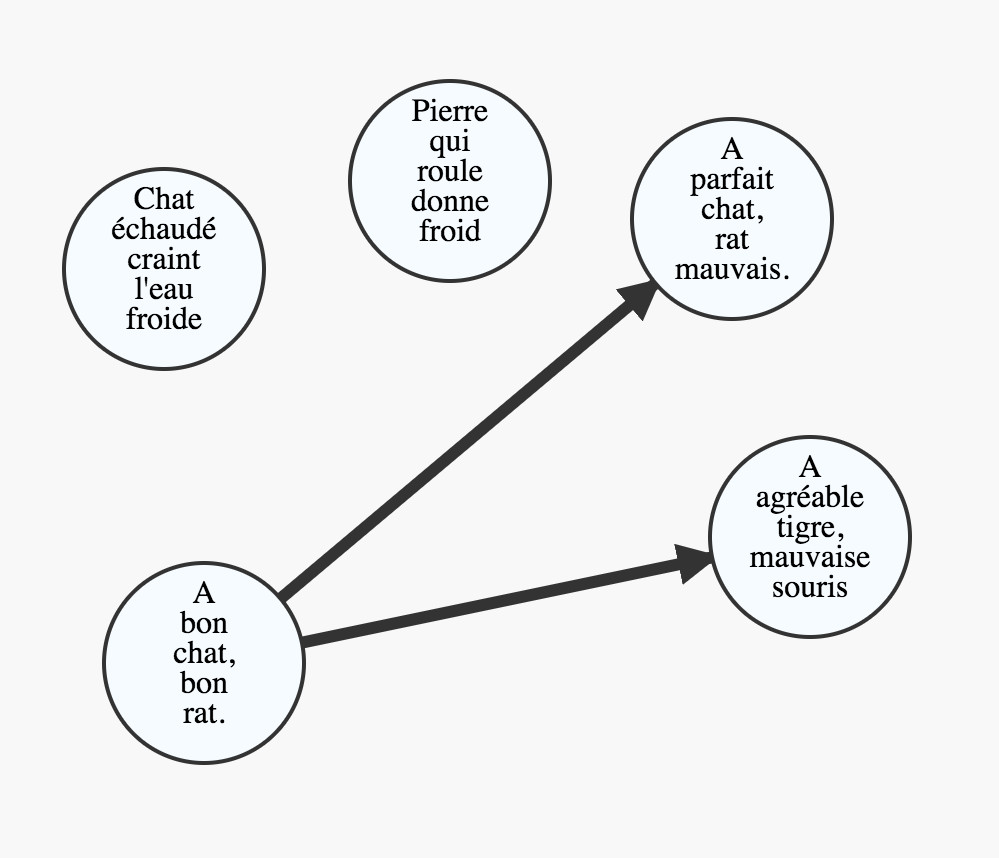 Chat
échaudé
craint
l'eau
froide
Pierre
qui
roule
donne
froid
A
parfait
chat,
rat
mauvais.
A
agréable
tigre,
mauvaise
souris
A
bon
chat,
bon
rat.